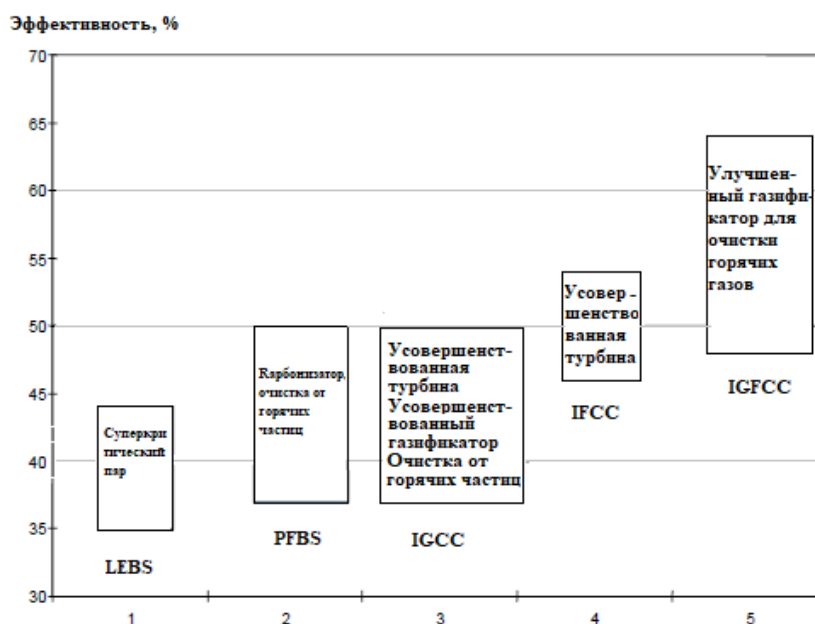 Эффективность, %
70
65
60
55
50
45
40
35
30
Суперкри
тический
пар
LEBS
Rарбонизатор,
очистка от
горячих
частиц
PFBS
Усовершенст-
вованная
турбина
Усовершенст-
вованный
газификатор
Очистка от
горячих частиц
IGCC
Усовер -
шенство
ванная
турбина
IFCC
Улучшен-
ный газифи-
катор для
очистки
горячих
газов
IGFCC
1
2
3
4
5